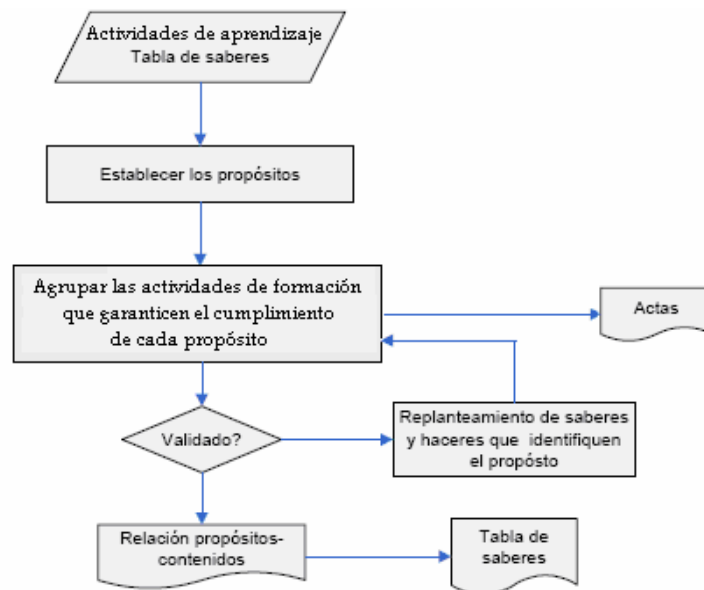 Actividades de aprendizaje
Tabla de saberes
Establecer los propósitos
Agrupar las actividades de formación
que garanticen el cumplimiento
de cada propósito
Actas
Validado?
Replanteamiento de saberes
y haceres que identifiquen
el propósto
Relación propósitos-
contenidos
Tabla de
saberes